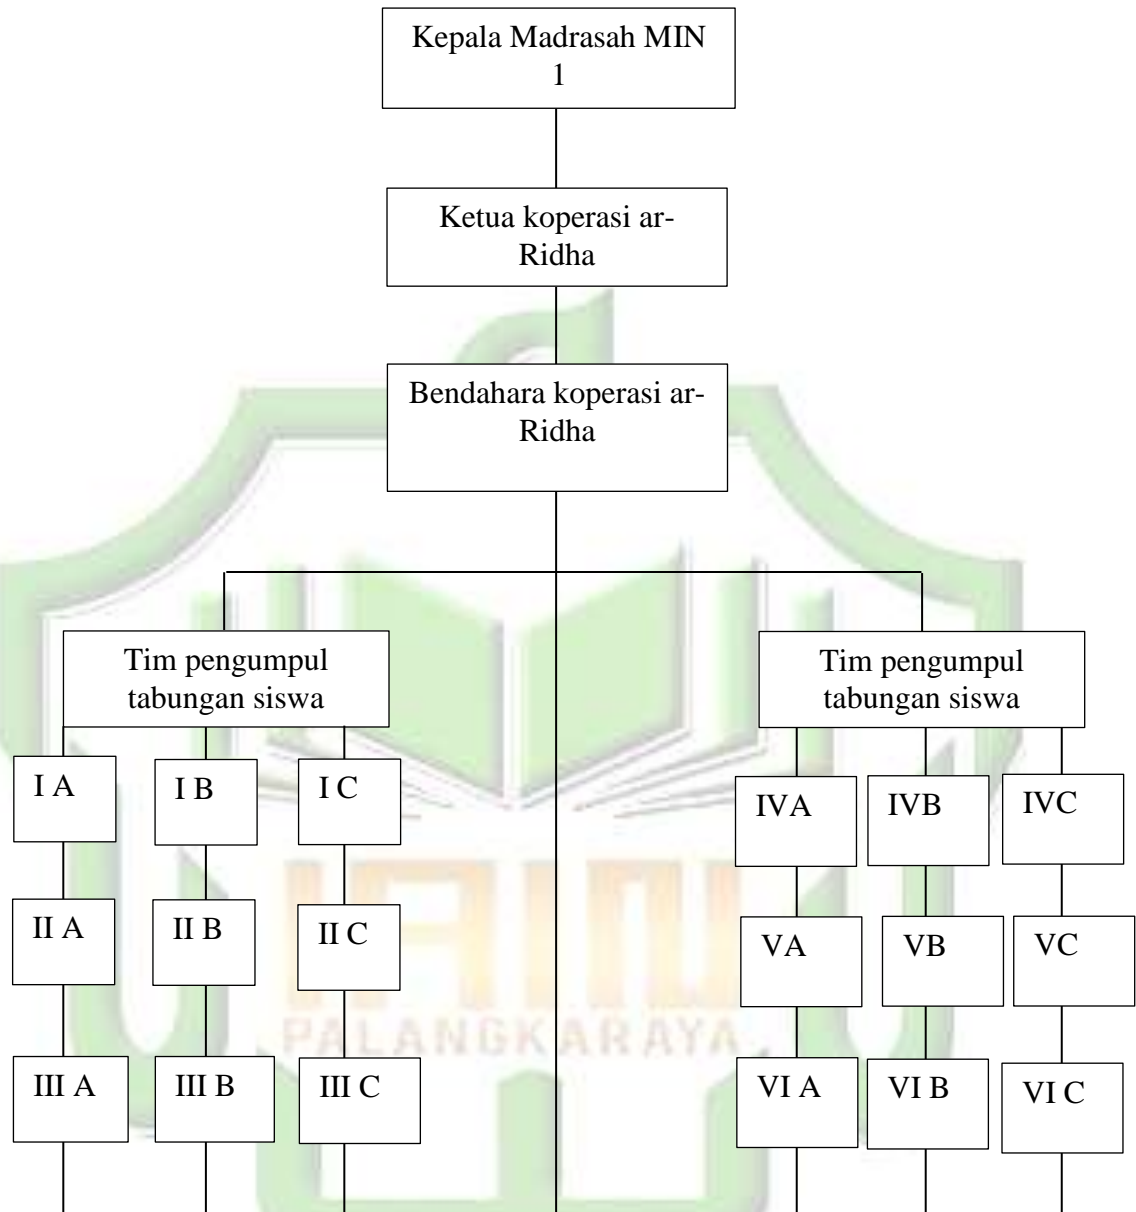 Kepala Madrasah MIN
1
Ketua koperasi ar-
Ridha
Bendahara koperasi ar-
Ridha
Tim pengumpul
tabungan siswa
Tim pengumpul
tabungan siswa
I A
I B
I C
IVA
IVB
IVC
II A
II B
II C
VA
VB
VC
III A
III B
III C
VI A
VI B
VI C
IAIN
PALANGKARAYA